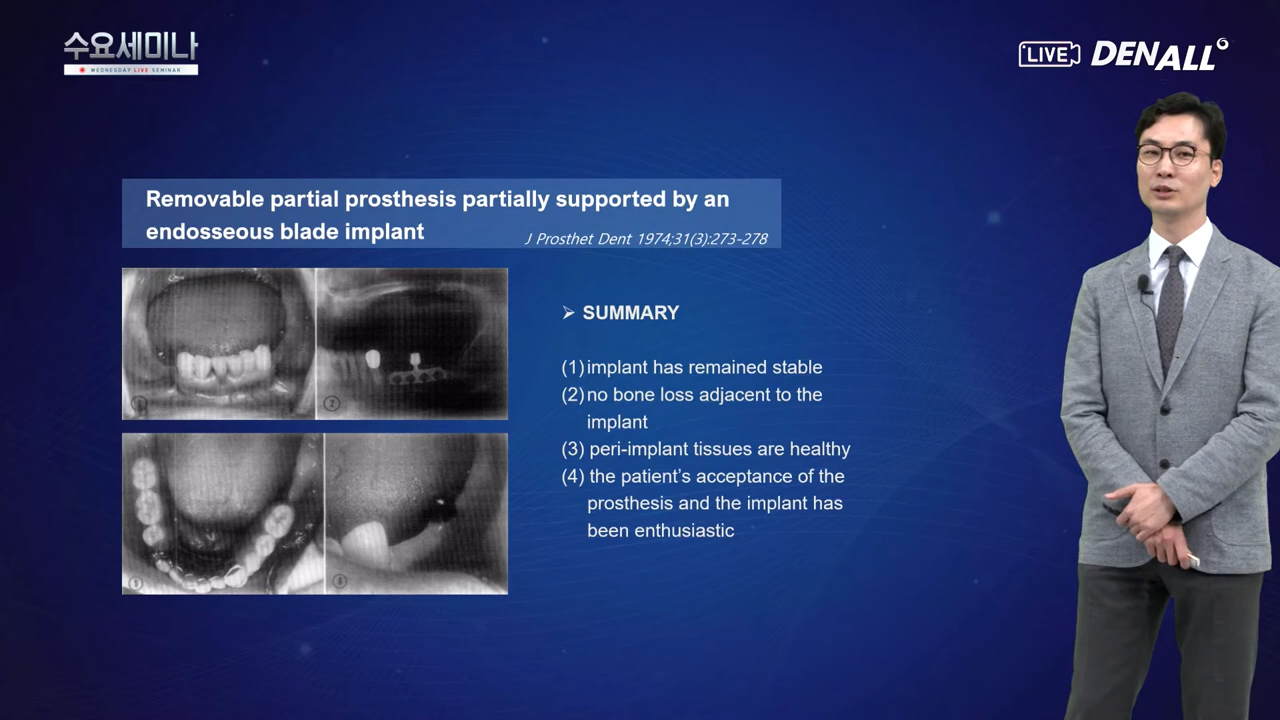 수요세미나
WEDNESDAY LIVE SEMINAR
LIVE
DENALL
Removable partial prosthesis partially supported by an
endosseous blade implant
J Prosthet Dent 1974;31(3):273-278
➢ SUMMARY
(1) implant has remained stable
(2) no bone loss adjacent to the
implant
(3) peri-implant tissues are healthy
(4) the patient's acceptance of the
prosthesis and the implant has
been enthusiastic
1
2